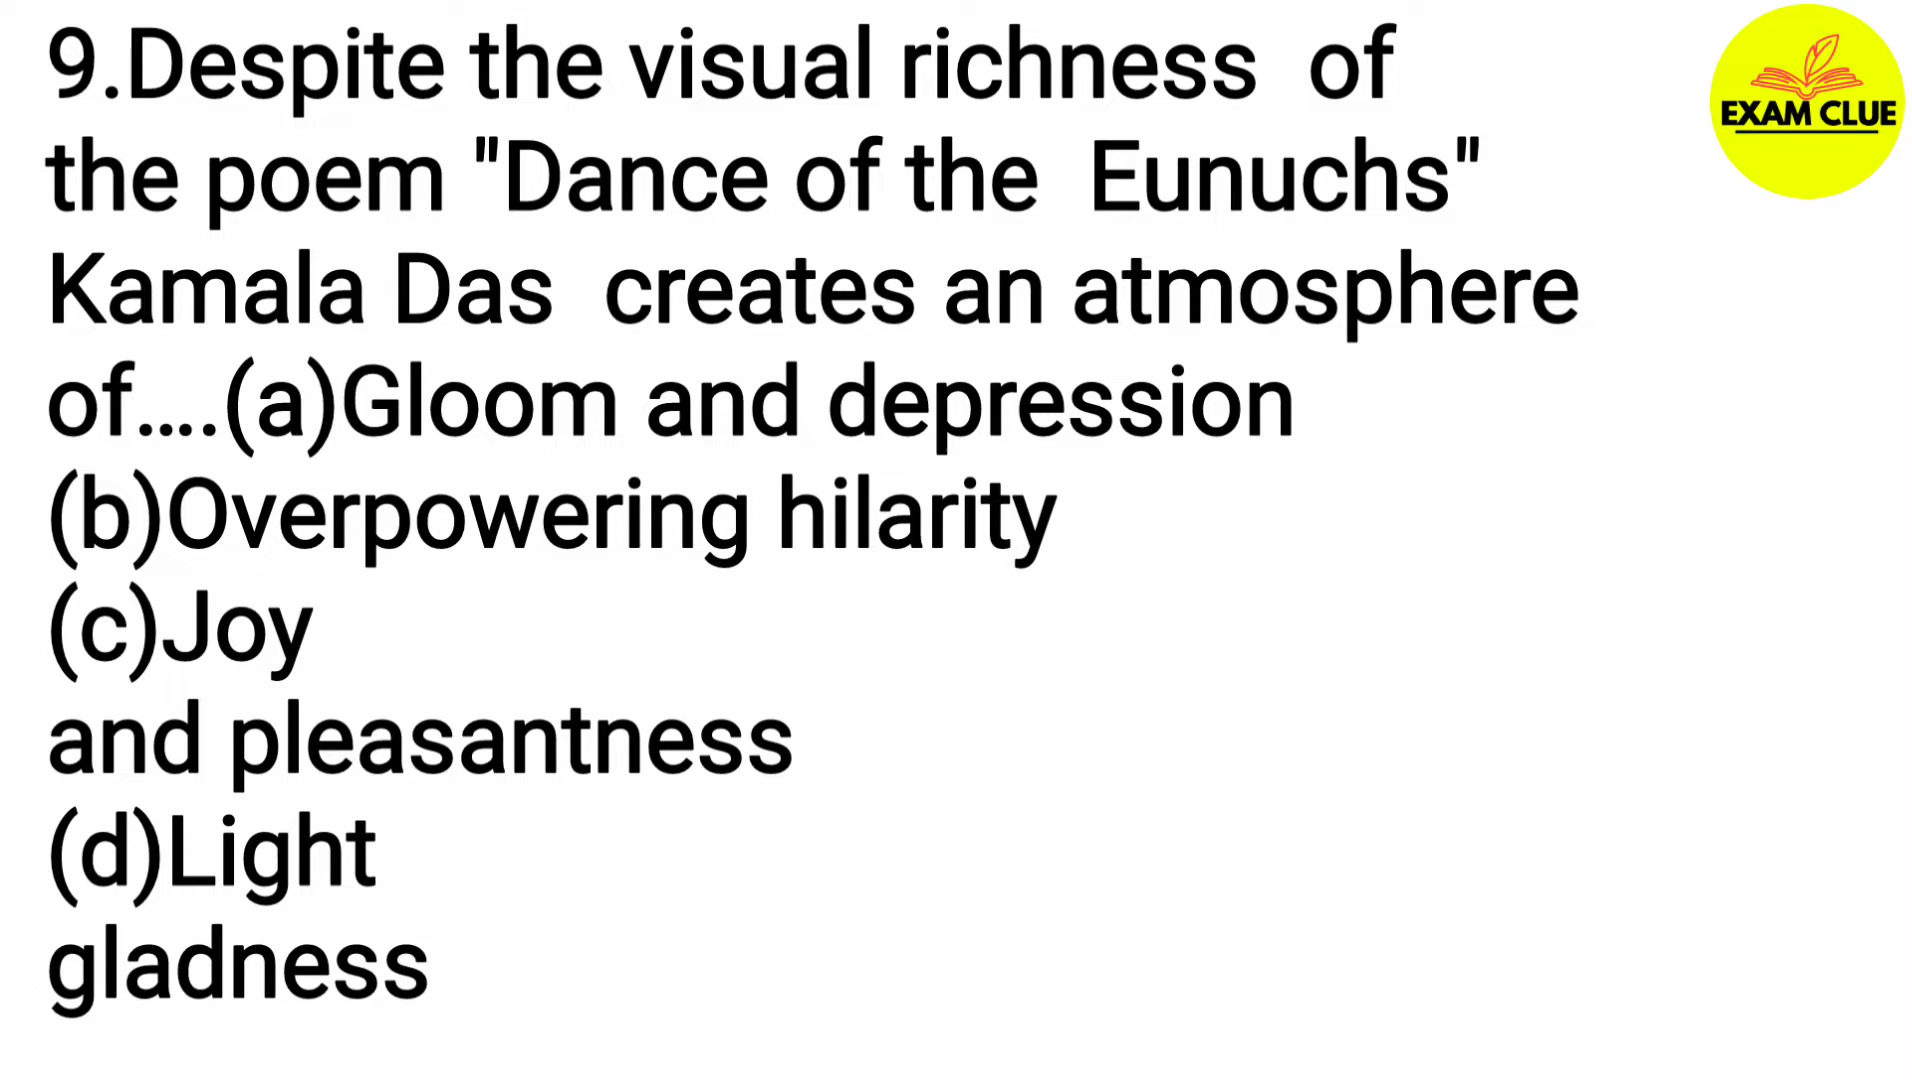 9.Despite the visual richness  of
the poem "Dance of the  Eunuchs"
Kamala Das  creates an atmosphere
of....(a)Gloom and depression
(b)Overpowering hilarity
(c)Joy
and pleasantness
(d)Light
gladness
EXAM CLUE